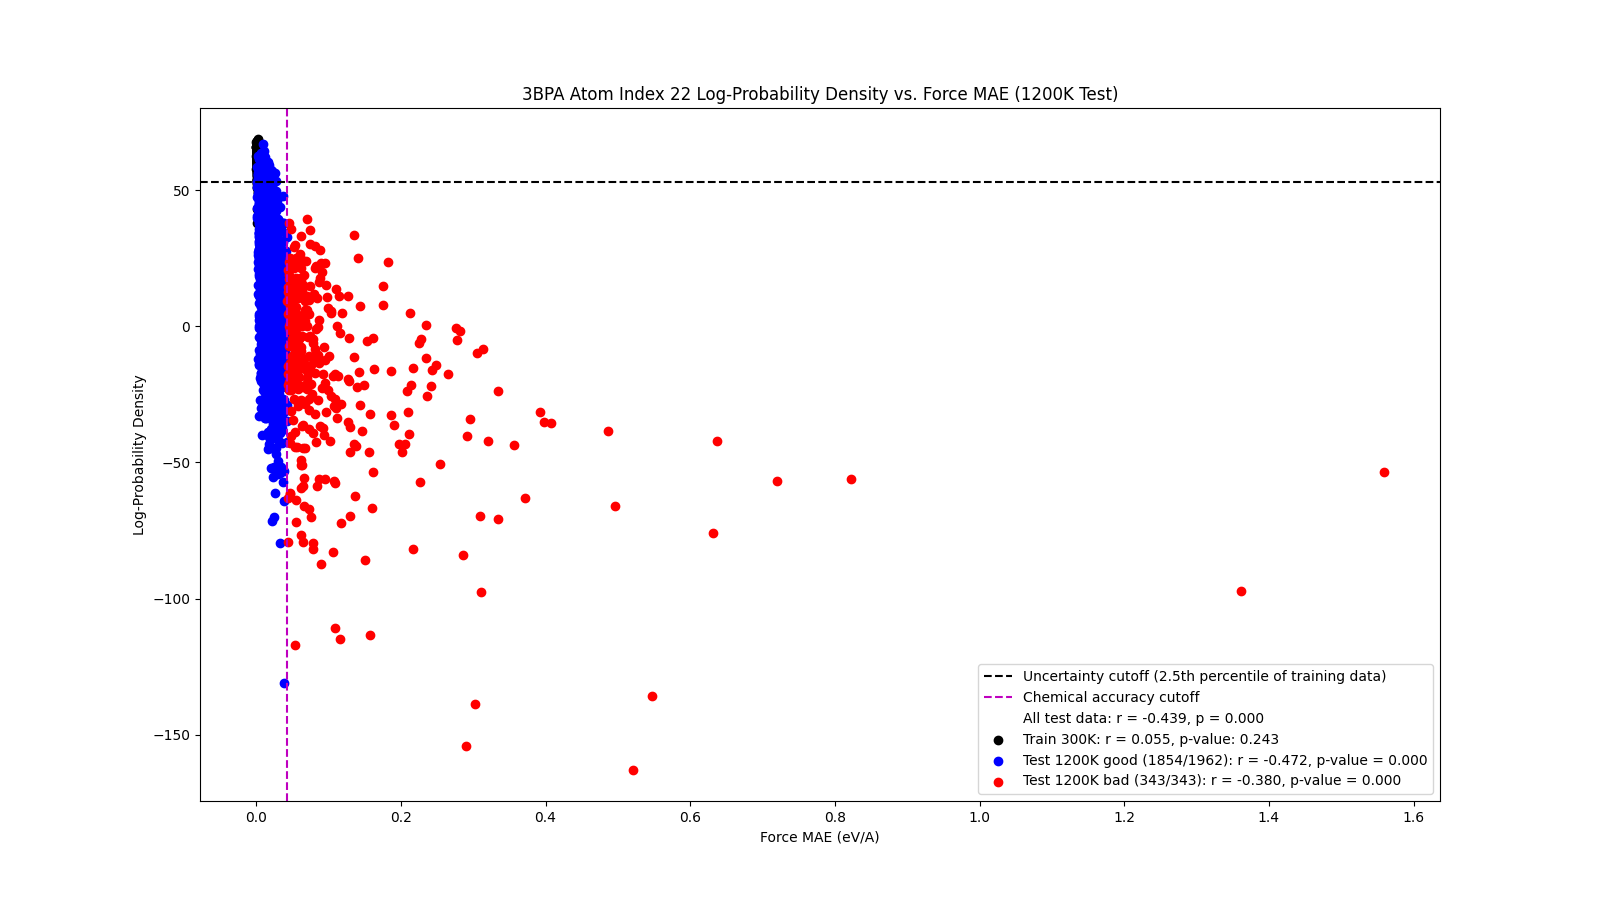 3BPA Atom Index 22 Log-Probability Density vs. Force MAE (1200K Test)
Log-Probability Density
50
0
−50
−100
−150
0.0 0.2 0.4 0.6 0.8 1.0 1.2 1.4 1.6
Force MAE (eV/A)
Uncertainty cutoff (2.5th percentile of training data)
Chemical accuracy cutoff
All test data: r = -0.439, p = 0.000
Train 300K: r = 0.055, p-value: 0.243
Test 1200K good (1854/1962): r = -0.472, p-value = 0.000
Test 1200K bad (343/343): r = -0.380, p-value = 0.000